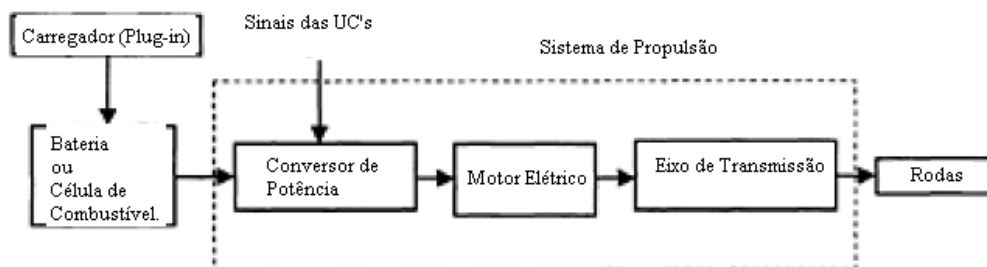 Sinais das UC's
Carregador (Plug-in)
Sistema de Propulsão
Bateria
ou
Célula de
Combustível.
Conversor de
Potência
Motor Elétrico
Eixo de Transmissão
Rodas